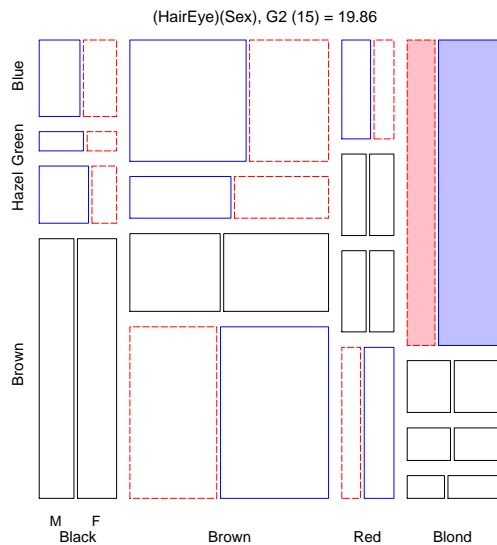 (HairEye)(Sex), G2 (15) = 19.86
Blue
Green
Hazel
Brown
M F
Black Brown Red Blond